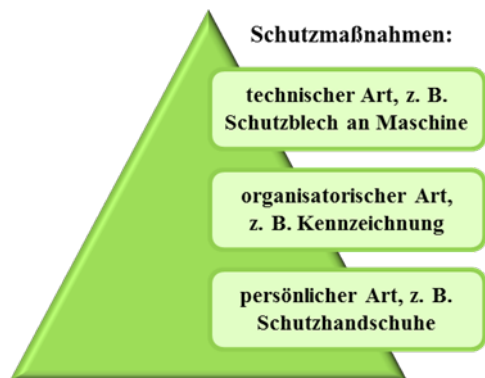 Schutzmaßnahmen:
technischer Art, z. B.
Schutzblech an Maschine
organisatorischer Art,
z. B. Kennzeichnung
persönlicher Art, z. B.
Schutzhandschuhe